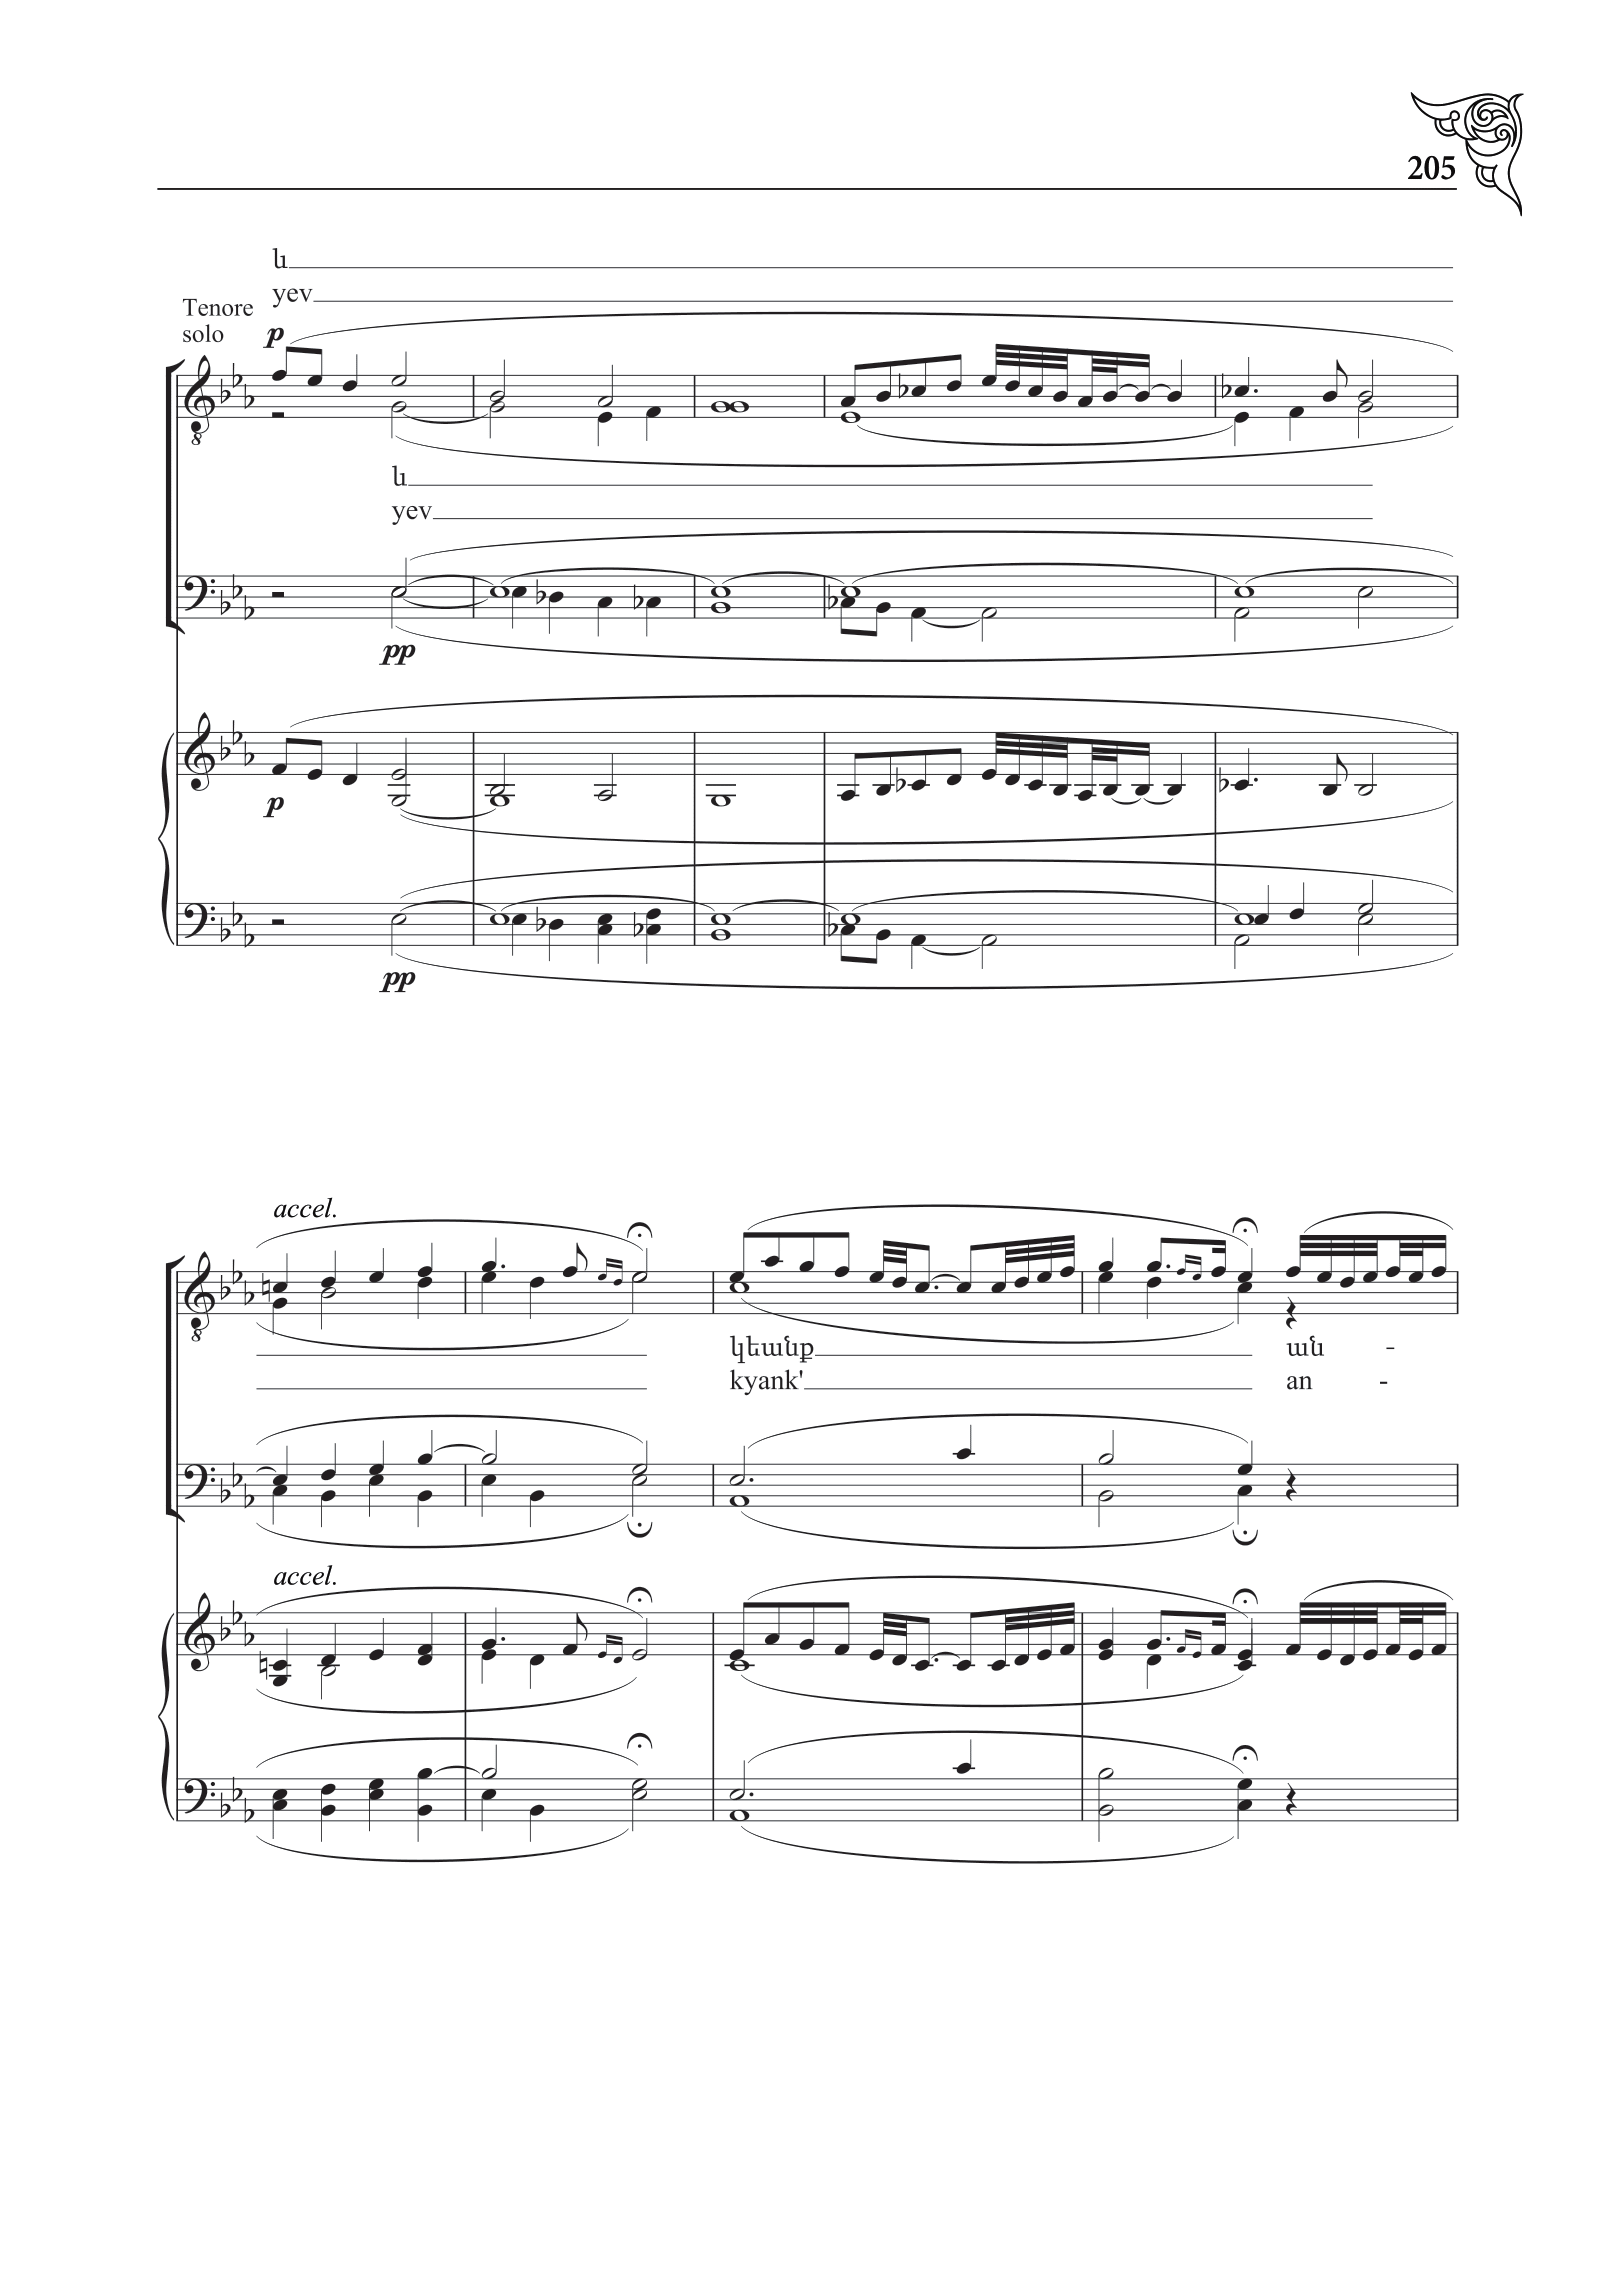 205
և
yev
Tenore
solo
p
և
yev
pp
p
pp
accel.
կեանք ան -
kyank' an -
accel.